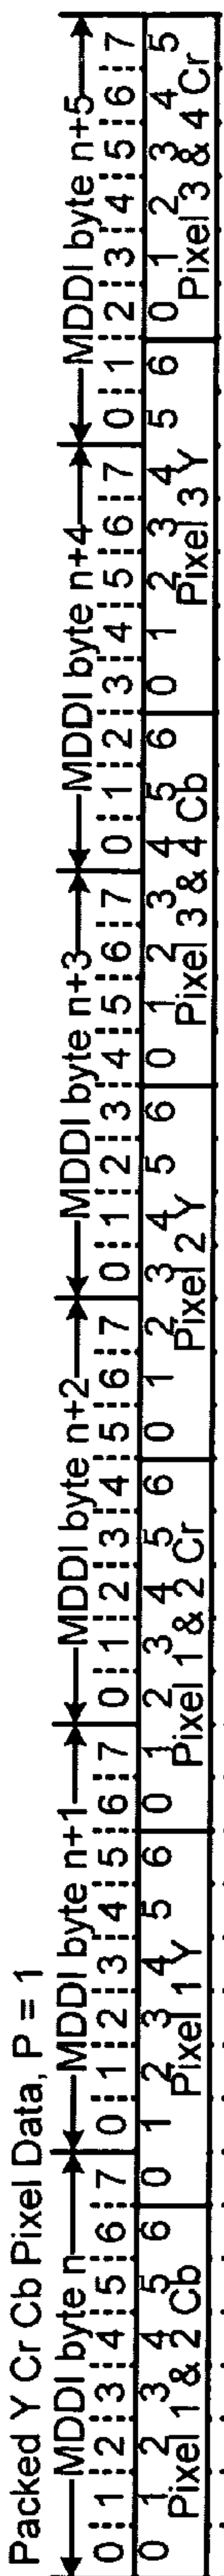 Packed Y Cr Cb Pixel Data, P = 1
MDDI byte n MDDI byte n+1 MDDI byte n+2 MDDI byte n+3 MDDI byte n+4 MDDI byte n+5
0 1 2 3 4 5 6 7 0 1 2 3 4 5 6 7 0 1 2 3 4 5 6 7 0 1 2 3 4 5 6 7 0 1 2 3 4 5 6 7 0 1 2 3 4 5 6 7
0 1 2 3 4 5 6 0 1 2 3 4 5 6 0 1 2 3 4 5 6 0 1 2 3 4 5 6 0 1 2 3 4 5 6 0 1 2 3 4 5 6 0 1 2 3 4 5
Pixel 1 & 2 Cb Pixel 1 Y Pixel 1 & 2 Cr Pixel 2 Y Pixel 3 & 4 Cb Pixel 3 Y Pixel 3 & 4 Cr